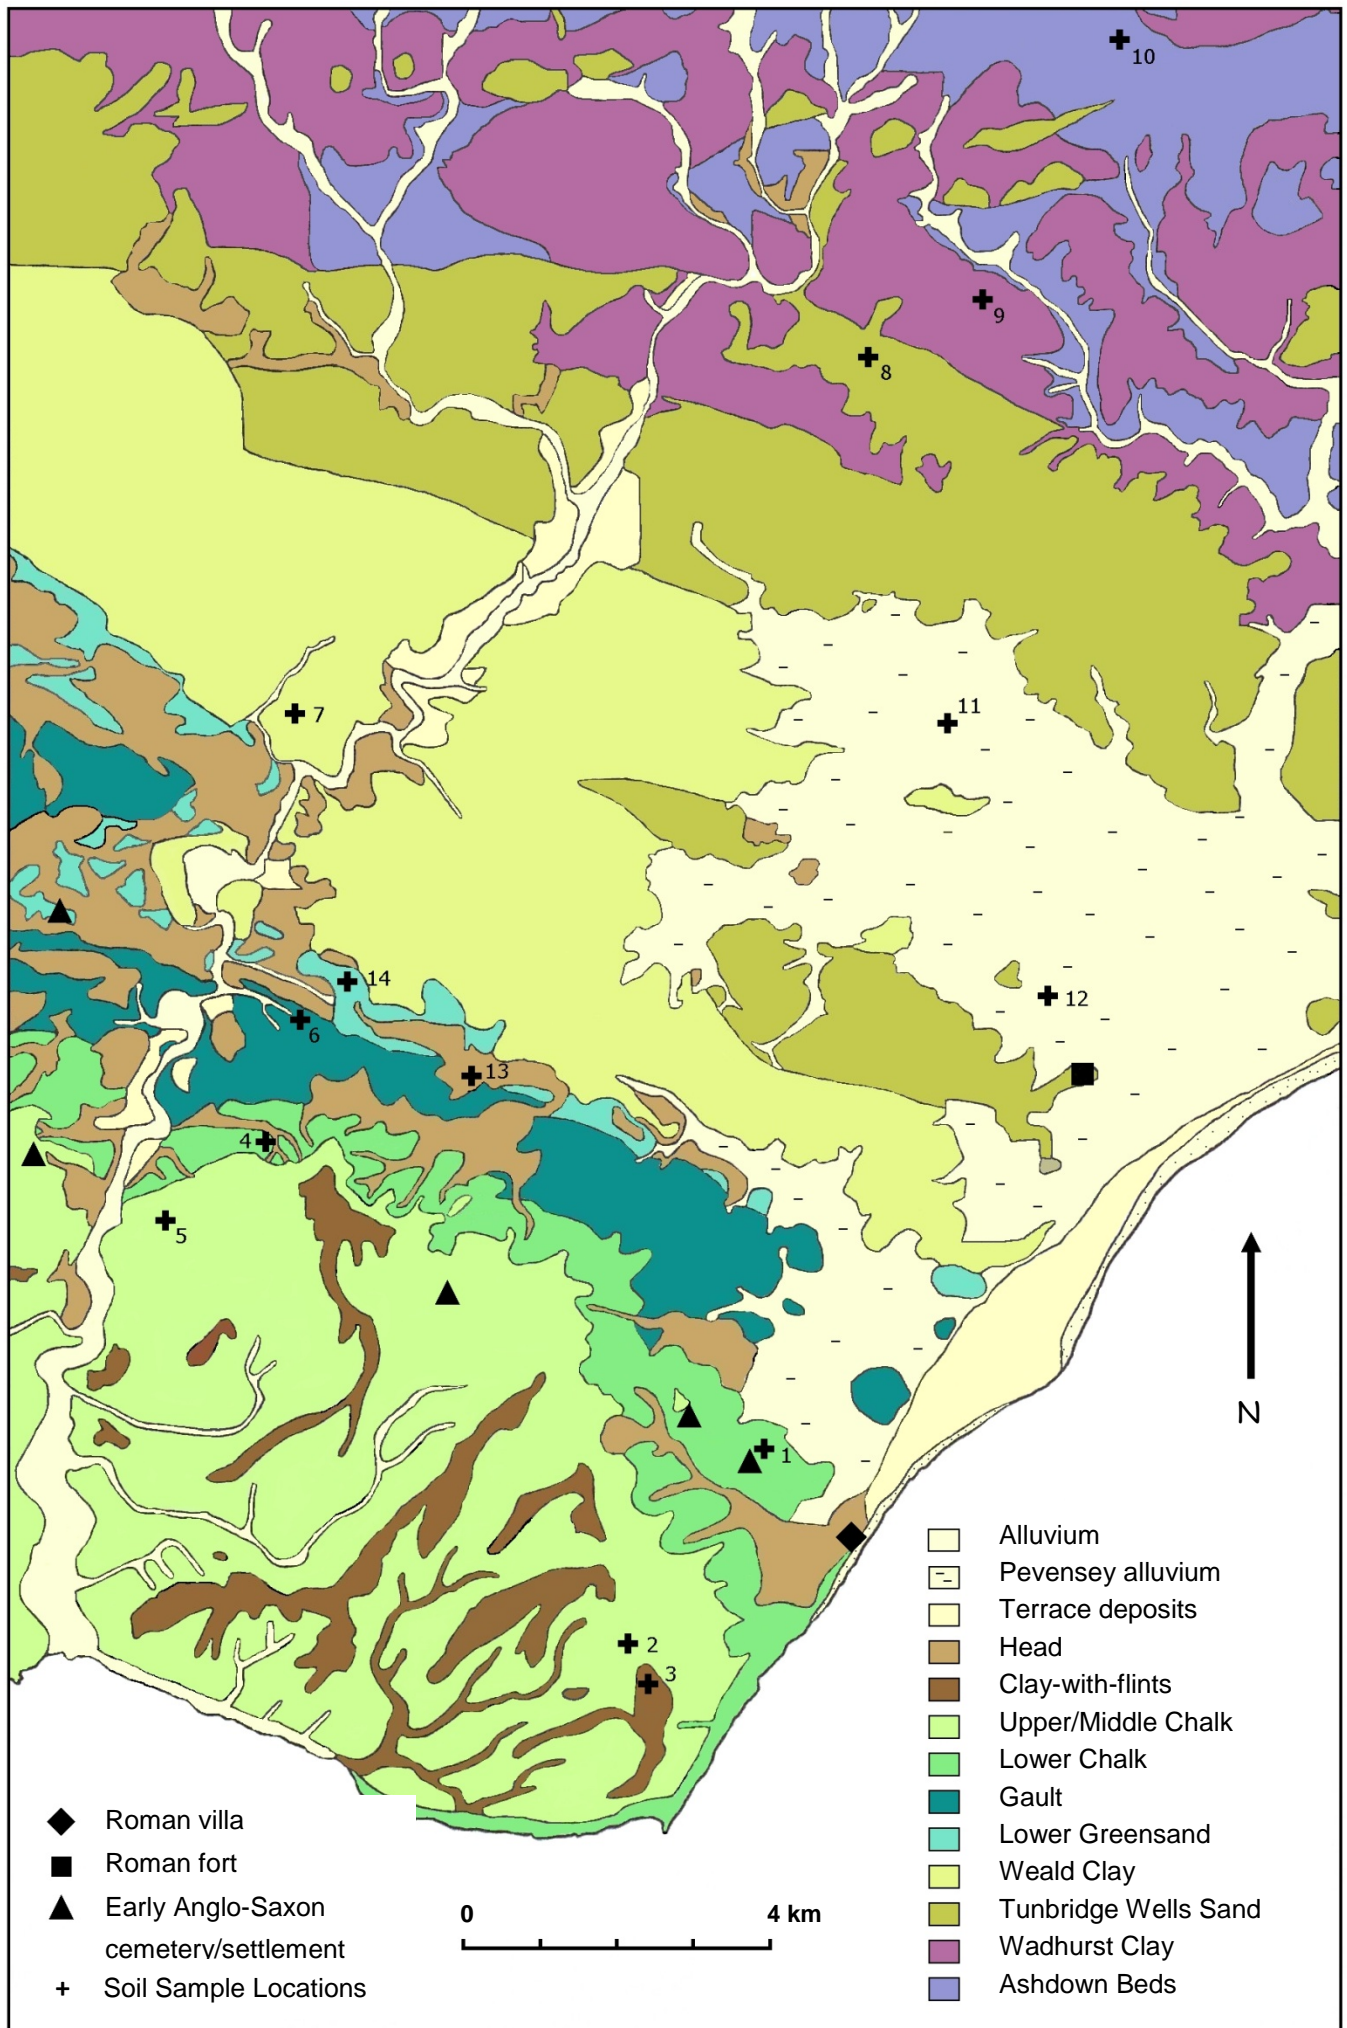 10
9
8
11
7
14
12
6
13
4
5
N
1
2
3
Alluvium
Pevensey alluvium
Terrace deposits
Head
Clay-with-flints
Upper/Middle Chalk
Lower Chalk
Gault
Lower Greensand
Weald Clay
Tunbridge Wells Sand
Wadhurst Clay
Ashdown Beds
Roman villa
Roman fort
Early Anglo-Saxon
cemetery/settlement
Soil Sample Locations
0 4 km